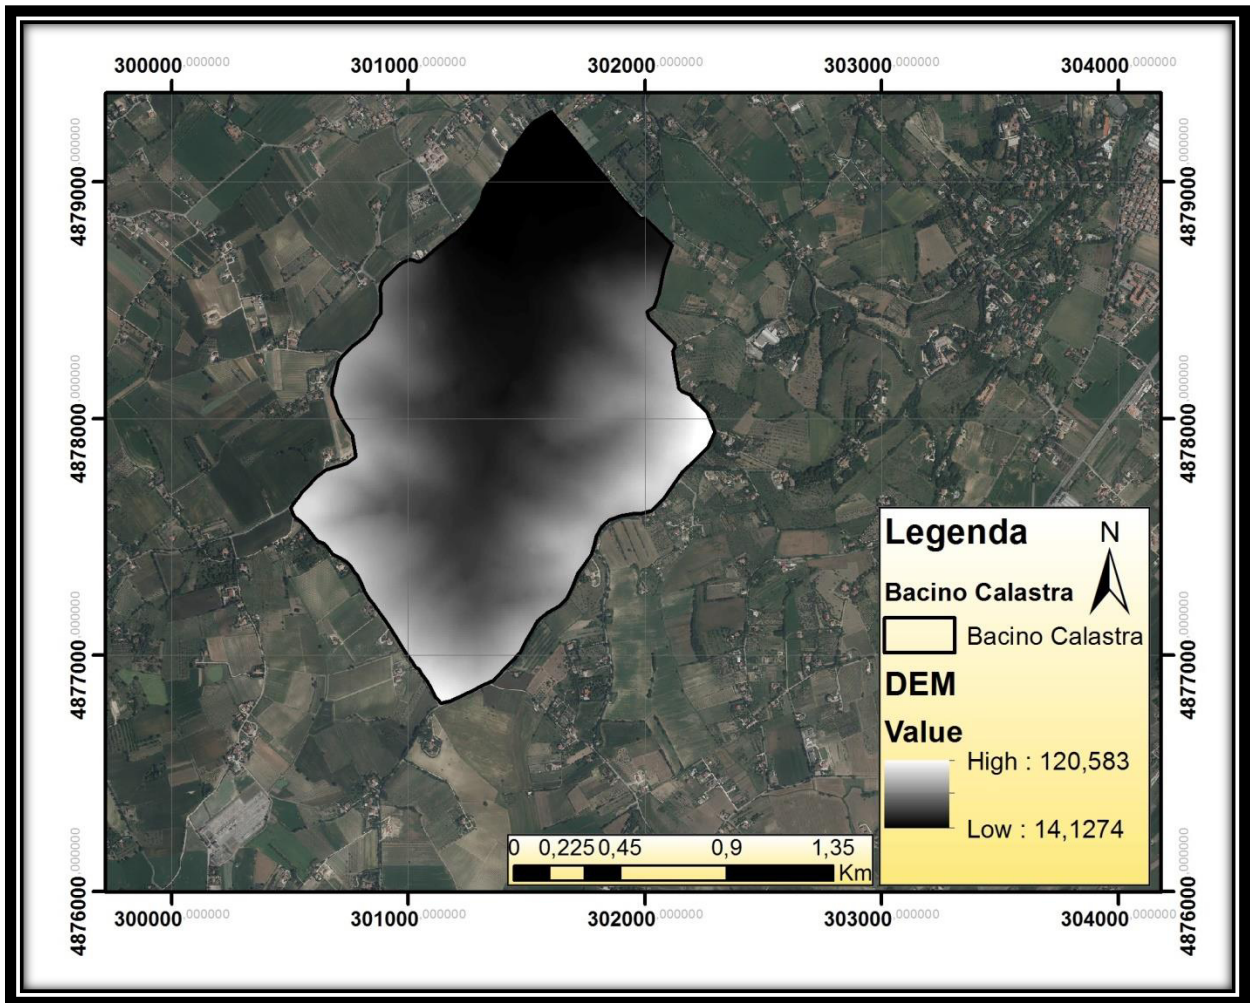 300000,000000 301000,000000 302000,000000 303000,000000 304000,000000
4879000,000000
4879000,000000
4878000,000000
4878000,000000
4877000,000000
4877000,000000
4876000,000000
4876000,000000
Legenda
N
Bacino Calastra
Bacino Calastra
DEM
Value
High : 120,583
Low : 14,1274
0 0,225 0,45 0,9 1,35
Km
300000,000000 301000,000000 302000,000000 303000,000000 304000,000000